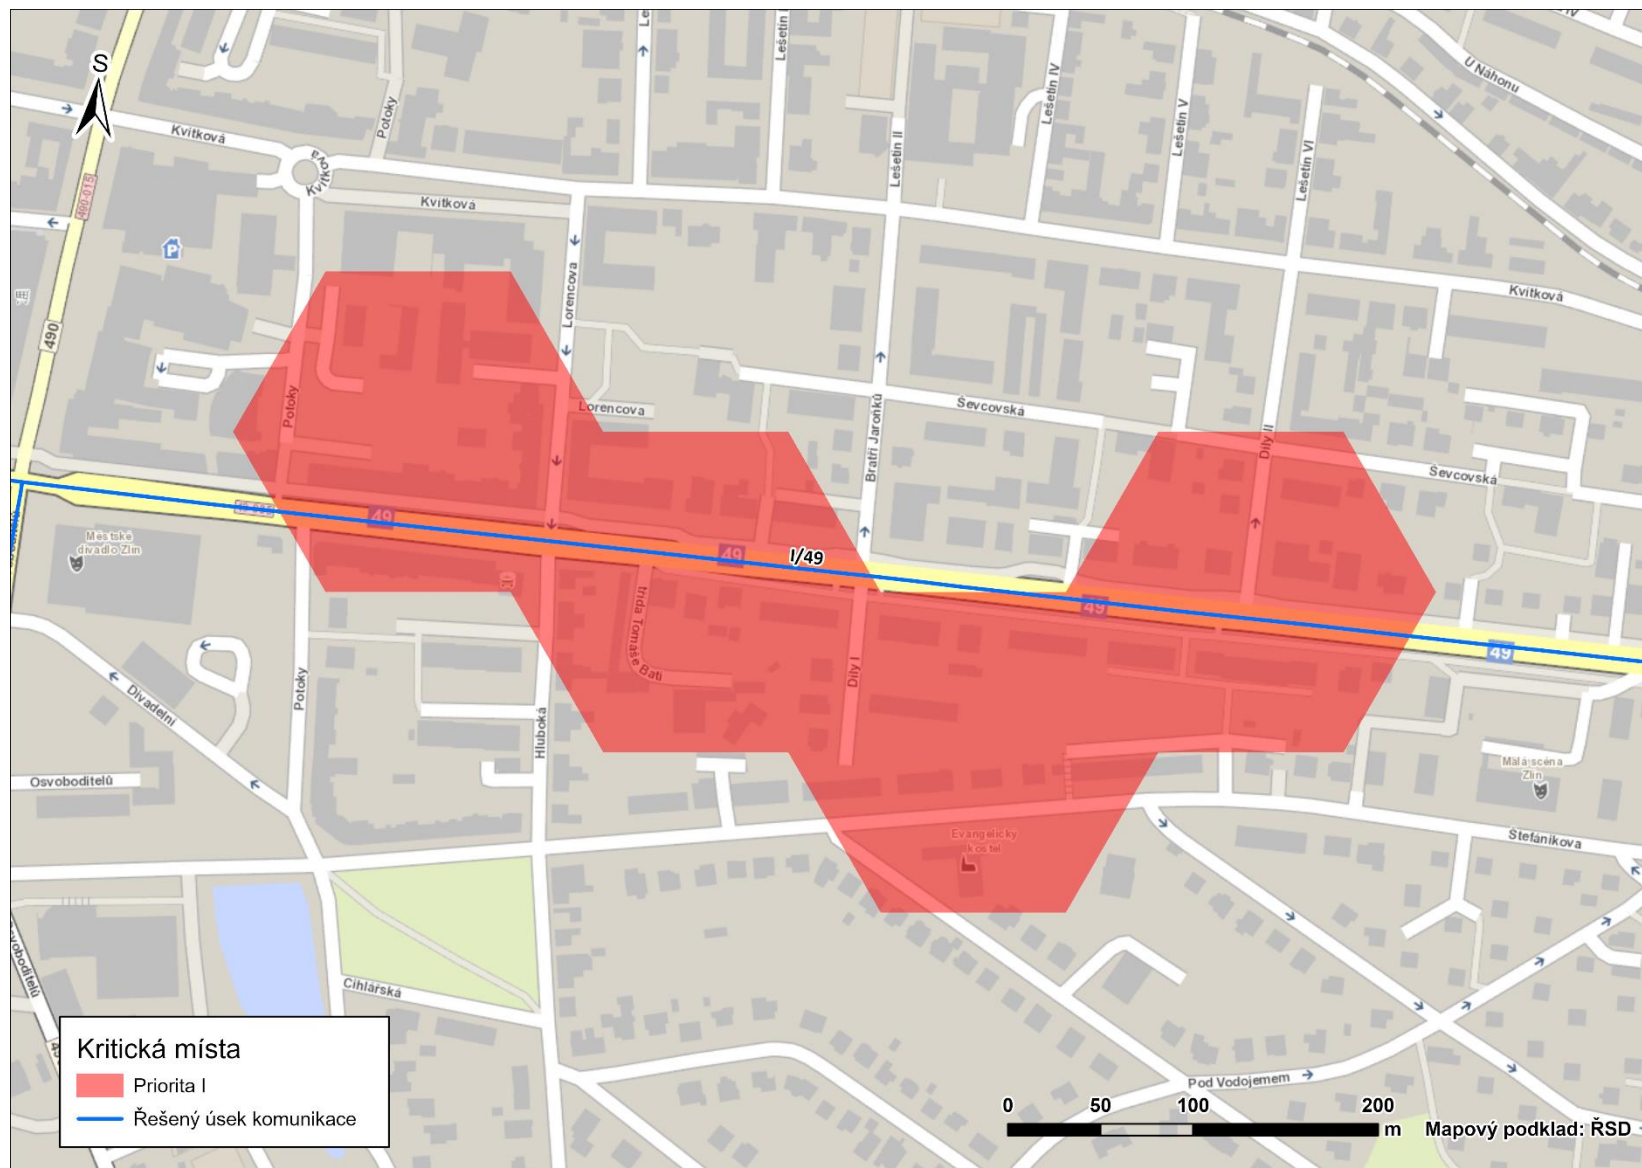 S
Kvítková
Potoky
Kvítková
Kvítková
Lešetín II
Lešetín IV
Lešetín V
Lešetín VI
U Náhonu
490-015
490
P
Lorencova
Lorencova
Potoky
Bratří Jaroňků
Ševcovská
Díly II
Ševcovská
Kvítková
49
49
I/49
49
49
Městské
divadlo Zlín
třída Tomáše Bati
Díly I
Potoky
Hluboká
Divadelní
Osvoboditelů
Evangelický
kostel
Malá scéna
Zlín
Štefánikova
Cihlářská
Pod Vodojemem
Kritická místa
Priorita I
Řešený úsek komunikace
0 50 100 200
m
Mapový podklad: ŘSD